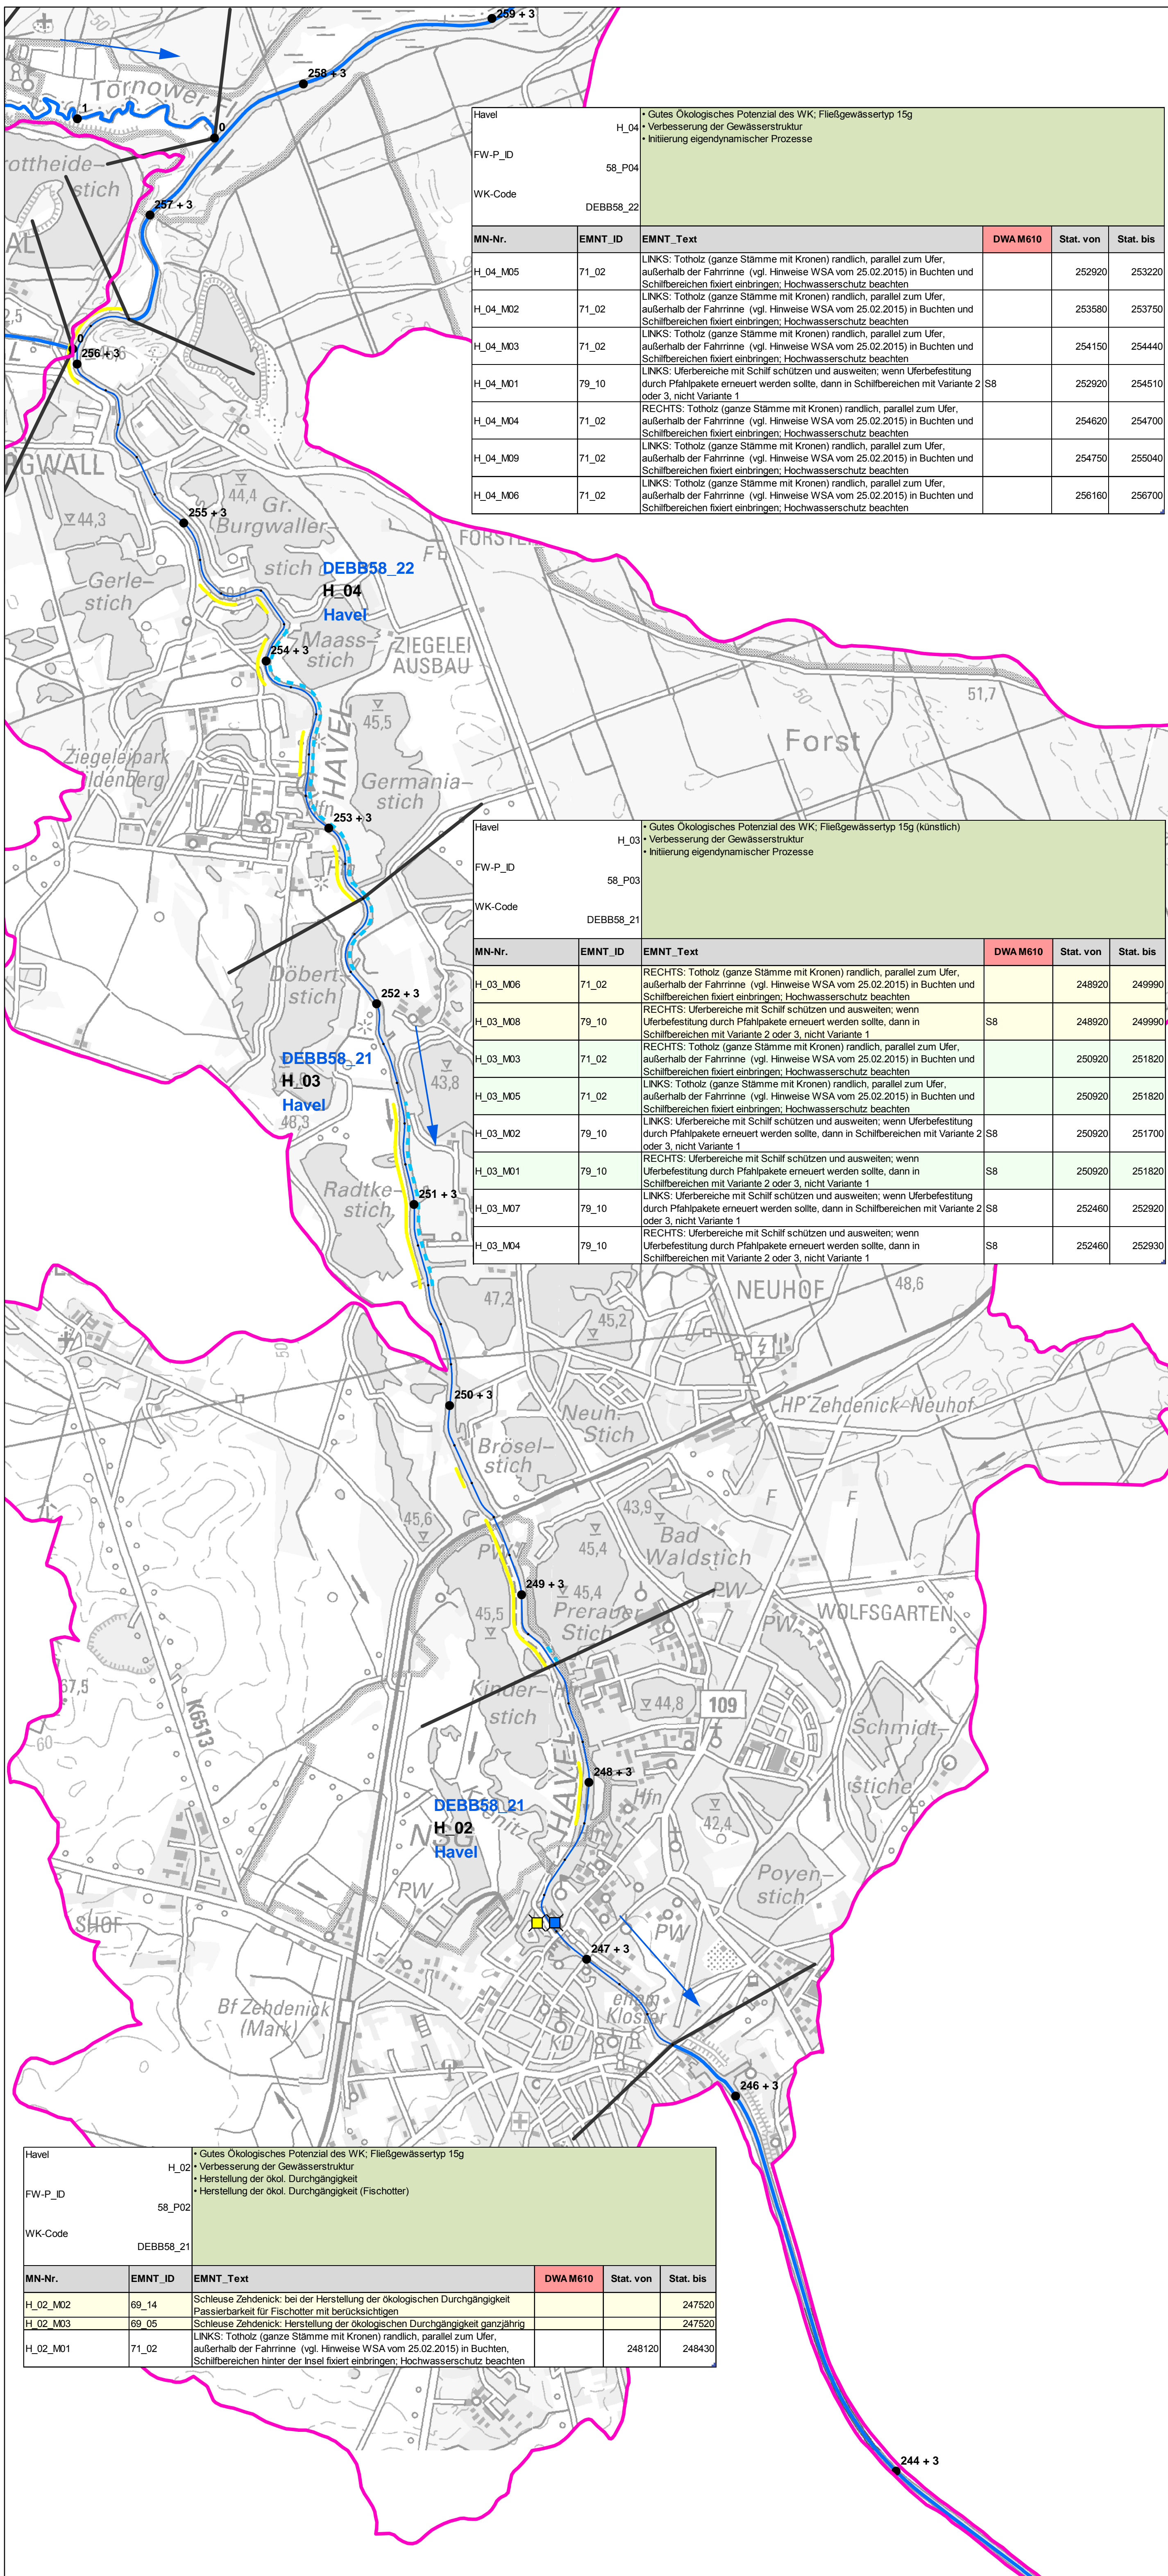 259 + 3
50
KD
258 + 3
Tornower
1
0
Havel
H_04
FW-P_ID
58_P04
WK-Code
DEBB58_22
• Gutes Ökologisches Potenzial des WK; Fließgewässertyp 15g
• Verbesserung der Gewässerstruktur
• Initiierung eigendynamischer Prozesse
MN-Nr. EMNT_ID EMNT_Text DWA M610 Stat. von Stat. bis
H_04_M05 71_02 LINKS: Totholz (ganze Stämme mit Kronen) randlich, parallel zum Ufer,
außerhalb der Fahrrinne (vgl. Hinweise WSA vom 25.02.2015) in Buchten und
Schilfbereichen fixiert einbringen; Hochwasserschutz beachten 252920 253220
H_04_M02 71_02 LINKS: Totholz (ganze Stämme mit Kronen) randlich, parallel zum Ufer,
außerhalb der Fahrrinne (vgl. Hinweise WSA vom 25.02.2015) in Buchten und
Schilfbereichen fixiert einbringen; Hochwasserschutz beachten 253580 253750
H_04_M03 71_02 LINKS: Totholz (ganze Stämme mit Kronen) randlich, parallel zum Ufer,
außerhalb der Fahrrinne (vgl. Hinweise WSA vom 25.02.2015) in Buchten und
Schilfbereichen fixiert einbringen; Hochwasserschutz beachten 254150 254440
H_04_M01 79_10 LINKS: Uferbereiche mit Schilf schützen und ausweiten; wenn Uferbefestitung
durch Pfahlpakete erneuert werden sollte, dann in Schilfbereichen mit Variante 2
oder 3, nicht Variante 1 S8 252920 254510
H_04_M04 71_02 RECHTS: Totholz (ganze Stämme mit Kronen) randlich, parallel zum Ufer,
außerhalb der Fahrrinne (vgl. Hinweise WSA vom 25.02.2015) in Buchten und
Schilfbereichen fixiert einbringen; Hochwasserschutz beachten 254620 254700
H_04_M09 71_02 LINKS: Totholz (ganze Stämme mit Kronen) randlich, parallel zum Ufer,
außerhalb der Fahrrinne (vgl. Hinweise WSA vom 25.02.2015) in Buchten und
Schilfbereichen fixiert einbringen; Hochwasserschutz beachten 254750 255040
H_04_M06 71_02 LINKS: Totholz (ganze Stämme mit Kronen) randlich, parallel zum Ufer,
außerhalb der Fahrrinne (vgl. Hinweise WSA vom 25.02.2015) in Buchten und
Schilfbereichen fixiert einbringen; Hochwasserschutz beachten 256160 256700
ottheide–
stich
257 + 3
AL
2,5
0
256 + 3
GWALL
44,4
44,3
Gr.
Burgwaller–
stich
255 + 3
FORSTEI
F
Gerle–
stich
DEBB58_22
H_04
Havel
Maass–
stich
254 + 3
ZIEGELEI
AUSBAU
51,7
50
45,5
HAVEL
Forst
Ziegeleipark
ildenberg
Germania–
stich
Hfn
253 + 3
Havel
H_03
FW-P_ID
58_P03
WK-Code
DEBB58_21
• Gutes Ökologisches Potenzial des WK; Fließgewässertyp 15g (künstlich)
• Verbesserung der Gewässerstruktur
• Initiierung eigendynamischer Prozesse
MN-Nr. EMNT_ID EMNT_Text DWA M610 Stat. von Stat. bis
H_03_M06 71_02 RECHTS: Totholz (ganze Stämme mit Kronen) randlich, parallel zum Ufer,
außerhalb der Fahrrinne (vgl. Hinweise WSA vom 25.02.2015) in Buchten und
Schilfbereichen fixiert einbringen; Hochwasserschutz beachten 248920 249990
H_03_M08 79_10 RECHTS: Uferbereiche mit Schilf schützen und ausweiten; wenn
Uferbefestitung durch Pfahlpakete erneuert werden sollte, dann in
Schilfbereichen mit Variante 2 oder 3, nicht Variante 1 S8 248920 249990
H_03_M03 71_02 RECHTS: Totholz (ganze Stämme mit Kronen) randlich, parallel zum Ufer,
außerhalb der Fahrrinne (vgl. Hinweise WSA vom 25.02.2015) in Buchten und
Schilfbereichen fixiert einbringen; Hochwasserschutz beachten 250920 251820
H_03_M05 71_02 LINKS: Totholz (ganze Stämme mit Kronen) randlich, parallel zum Ufer,
außerhalb der Fahrrinne (vgl. Hinweise WSA vom 25.02.2015) in Buchten und
Schilfbereichen fixiert einbringen; Hochwasserschutz beachten 250920 251820
H_03_M02 79_10 LINKS: Uferbereiche mit Schilf schützen und ausweiten; wenn Uferbefestitung
durch Pfahlpakete erneuert werden sollte, dann in Schilfbereichen mit Variante 2
oder 3, nicht Variante 1 S8 250920 251700
H_03_M01 79_10 RECHTS: Uferbereiche mit Schilf schützen und ausweiten; wenn
Uferbefestitung durch Pfahlpakete erneuert werden sollte, dann in
Schilfbereichen mit Variante 2 oder 3, nicht Variante 1 S8 250920 251820
H_03_M07 79_10 LINKS: Uferbereiche mit Schilf schützen und ausweiten; wenn Uferbefestitung
durch Pfahlpakete erneuert werden sollte, dann in Schilfbereichen mit Variante 2
oder 3, nicht Variante 1 S8 252460 252920
H_03_M04 79_10 RECHTS: Uferbereiche mit Schilf schützen und ausweiten; wenn
Uferbefestitung durch Pfahlpakete erneuert werden sollte, dann in
Schilfbereichen mit Variante 2 oder 3, nicht Variante 1 S8 252460 252930
Döbert–
stich
252 + 3
DEBB58_21
H_03
Havel
43,8
48,3
Radtke–
stich
251 + 3
NEUHOF
48,6
47,2
45,2
50
250 + 3
HP Zehdenick–Neuhof
Neuh.
Stich
Brösel–
stich
45,6
43,9
F
F
PW
45,4
Bad
Waldstich
249 + 3
45,4
45,5
Prerauer
Stich
PW
PW
WOLFSGARTEN
67,5
K6513
60
Kinder–
stich
Hfn
44,8
109
Schmidt–
stiche
HAVEL
248 + 3
Hfn
42,4
DEBB58_21
H_02
Havel
NSG
Poyen–
stich
PW
PW
SHOF
247 + 3
Bf Zehdenick
(Mark)
ehem
Kloster
KD
246 + 3
Havel
H_02
FW-P_ID
58_P02
WK-Code
DEBB58_21
• Gutes Ökologisches Potenzial des WK; Fließgewässertyp 15g
• Verbesserung der Gewässerstruktur
• Herstellung der ökol. Durchgängigkeit
• Herstellung der ökol. Durchgängigkeit (Fischotter)
MN-Nr. EMNT_ID EMNT_Text DWA M610 Stat. von Stat. bis
H_02_M02 69_14 Schleuse Zehdenick: bei der Herstellung der ökologischen Durchgängigkeit
Passierbarkeit für Fischotter mit berücksichtigen 247520
H_02_M03 69_05 Schleuse Zehdenick: Herstellung der ökologischen Durchgängigkeit ganzjährig 247520
H_02_M01 71_02 LINKS: Totholz (ganze Stämme mit Kronen) randlich, parallel zum Ufer,
außerhalb der Fahrrinne (vgl. Hinweise WSA vom 25.02.2015) in Buchten,
Schilfbereichen hinter der Insel fixiert einbringen; Hochwasserschutz beachten 248120 248430
244 + 3